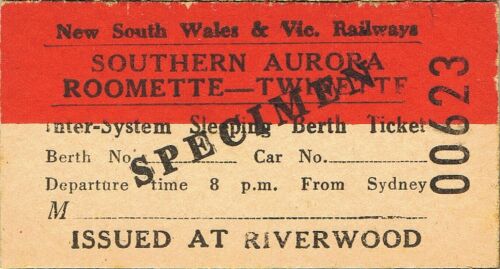 New South Wales & Vic. Railways
SOUTHERN AURORA
ROOMETTE—TWINETTE
Inter-System Sleeping Berth Ticket
Berth No. Car No.
Departure time 8 p.m. From Sydney
M
ISSUED AT RIVERWOOD
SPECIMEN
00623